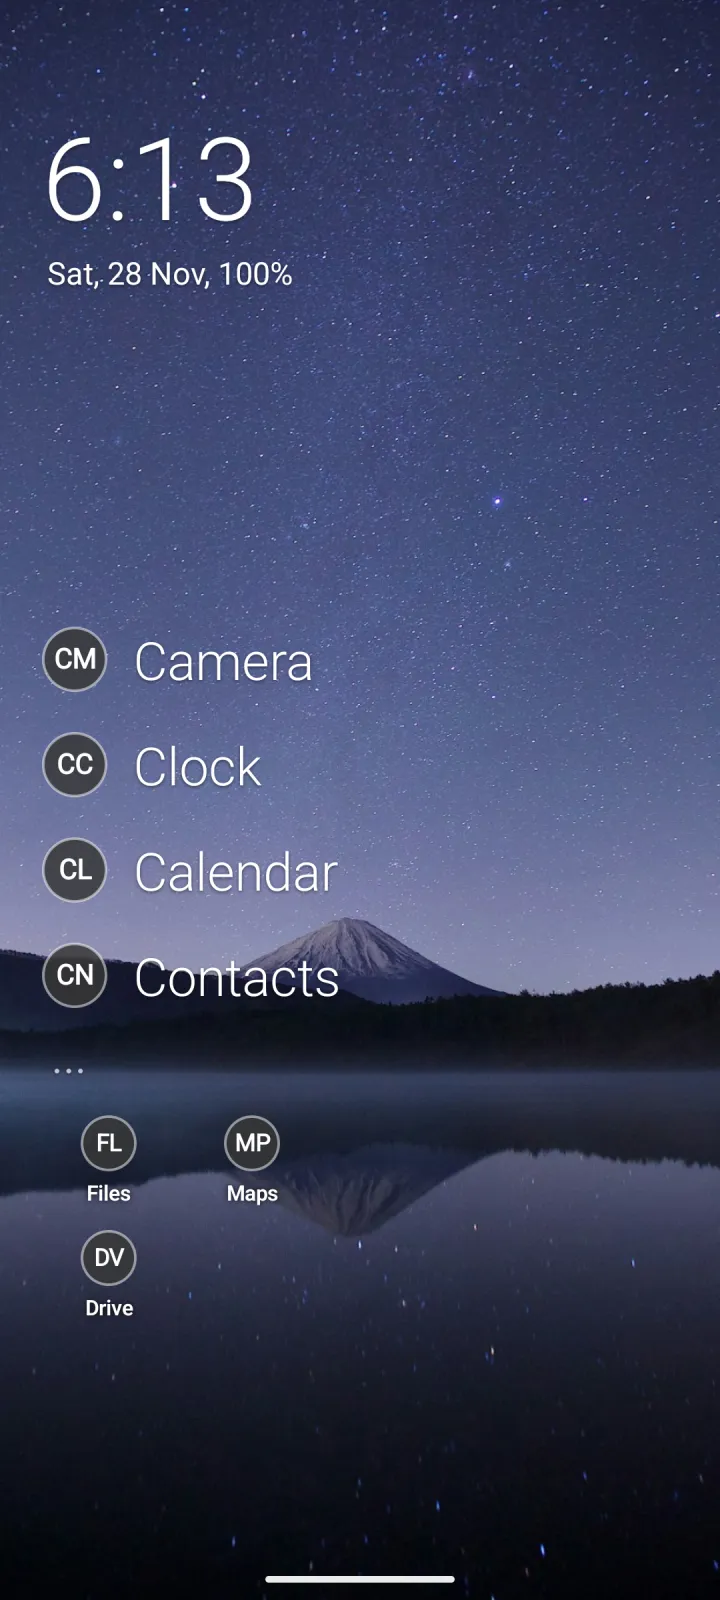 6:13
Sat, 28 Nov, 100%
CM Camera
CC Clock
CL Calendar
CN Contacts
...
FL MP
Files Maps
DV
Drive